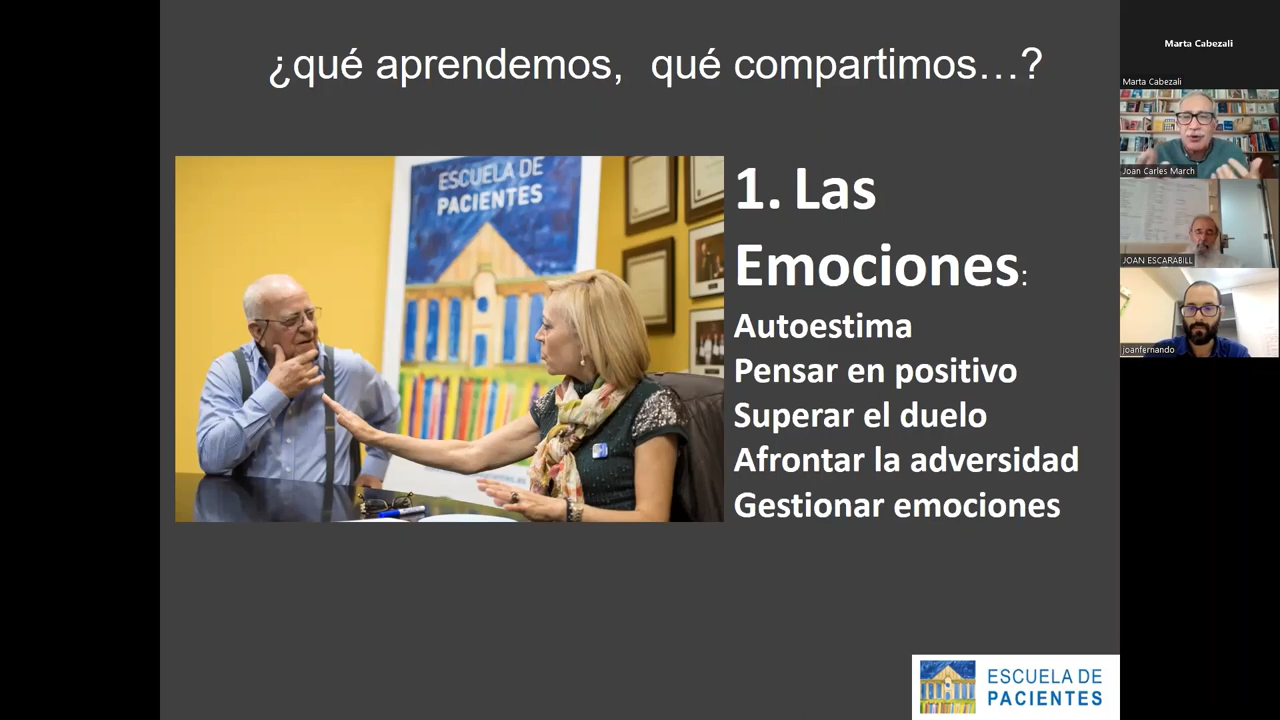 ¿qué aprendemos, qué compartimos…?
ESCUELA DE
PACIENTES
1. Las
Emociones:
Autoestima
Pensar en positivo
Superar el duelo
Afrontar la adversidad
Gestionar emociones
ESCUELA DE
PACIENTES
Marta Cabezali
Marta Cabezali
Joan Carles March
JOAN ESCARABILL
joanfernando